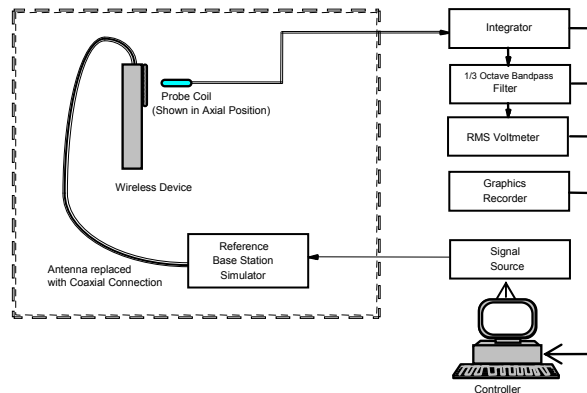 Integrator
1/3 Octave Bandpass
Filter
RMS Voltmeter
Graphics
Recorder
Signal
Source
Controller
Probe Coil
(Shown in Axial Position)
Wireless Device
Reference
Base Station
Simulator
Antenna replaced
with Coaxial Connection